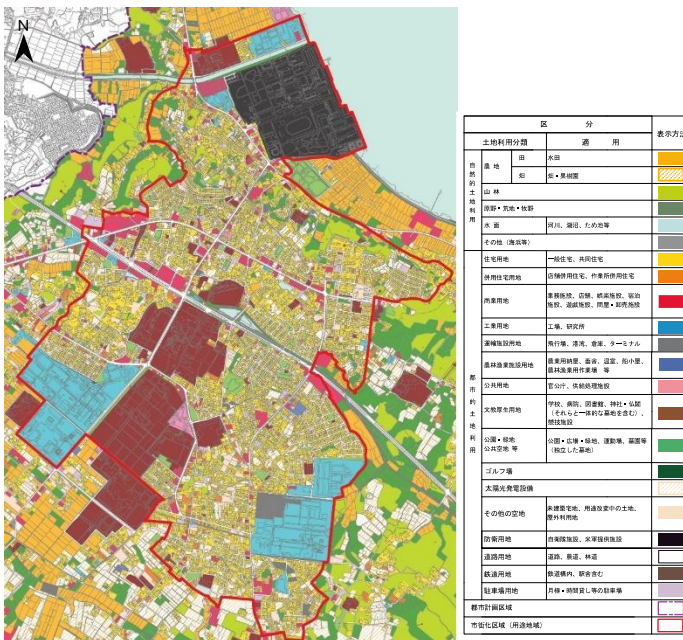 N
区 分
表示方法
土地利用分類
適 用
自然的土地利用
農地
田
水田
畑
畑・果樹園
山 林
原野・荒地・牧野
水 面
河川、湖沼、ため池等
その他(海浜等)
都市的土地利用
住宅用地
一般住宅、共同住宅
併用住宅用地
店舗併用住宅、作業所併用住宅
商業用地
業務施設、店舗、娯楽施設、宿泊
施設、遊戯施設、問屋・卸売施設
工業用地
工場、研究所
運輸施設用地
飛行場、港湾、倉庫、ターミナル
農林漁業施設用地
農業用納屋、畜舎、温室、船小屋、
農林漁業用作業場 等
公共用地
官公庁、供給処理施設
文教厚生用地
学校、病院、図書館、神社・仏閣
(それらと一体的な墓地を含む)、
競技施設
公園・緑地
公共空地 等
公園・広場・緑地、運動場、墓園等
(独立した墓地)
ゴルフ場
太陽光発電設備
その他の空地
未建築宅地、用途改変中の土地、
屋外利用地
防衛用地
自衛隊施設、米軍提供施設
道路用地
道路、農道、林道
鉄道用地
鉄道構内、駅舎含む
駐車場用地
月極・時間貸し等の駐車場
都市計画区域
市街化区域(用途地域)